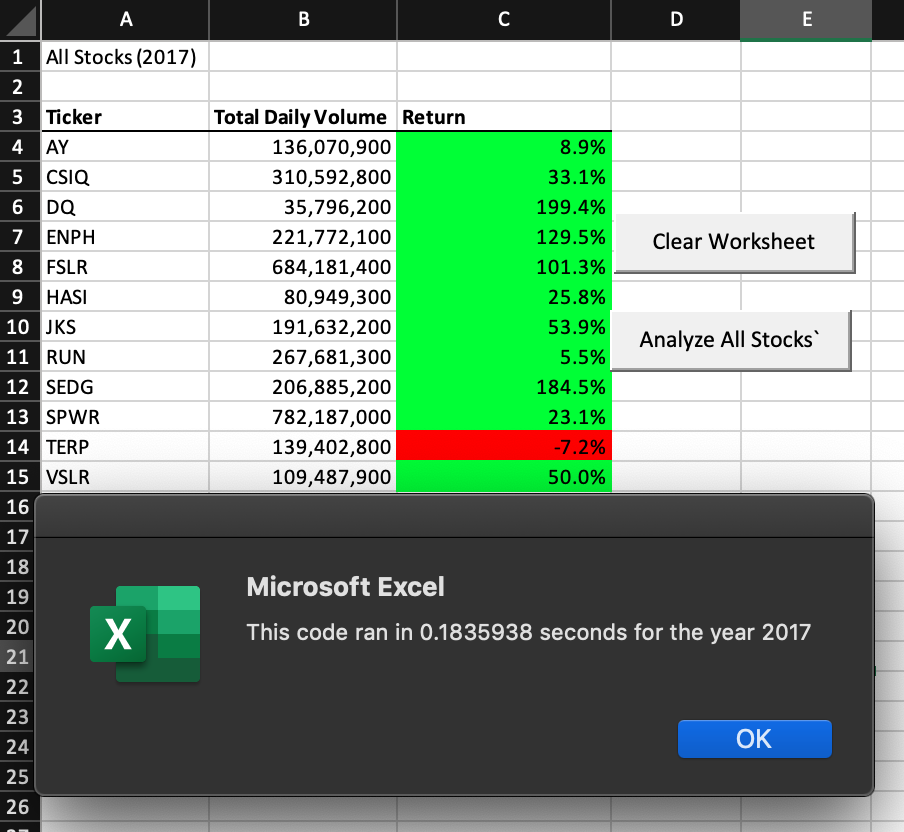 A B C D E
1 All Stocks (2017)
2
3 Ticker Total Daily Volume Return
4 AY 136,070,900 8.9%
5 CSIQ 310,592,800 33.1%
6 DQ 35,796,200 199.4%
7 ENPH 221,772,100 129.5%
Clear Worksheet
8 FSLR 684,181,400 101.3%
9 HASI 80,949,300 25.8%
10 JKS 191,632,200 53.9%
Analyze All Stocks`
11 RUN 267,681,300 5.5%
12 SEDG 206,885,200 184.5%
13 SPWR 782,187,000 23.1%
14 TERP 139,402,800 -7.2%
15 VSLR 109,487,900 50.0%
16
17
18
19
20
21
22
23
24
25
26
X
Microsoft Excel
This code ran in 0.1835938 seconds for the year 2017
OK